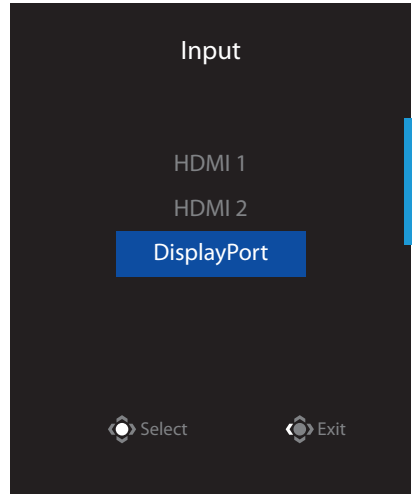 Input
HDMI 1
HDMI 2
DisplayPort
Select Exit